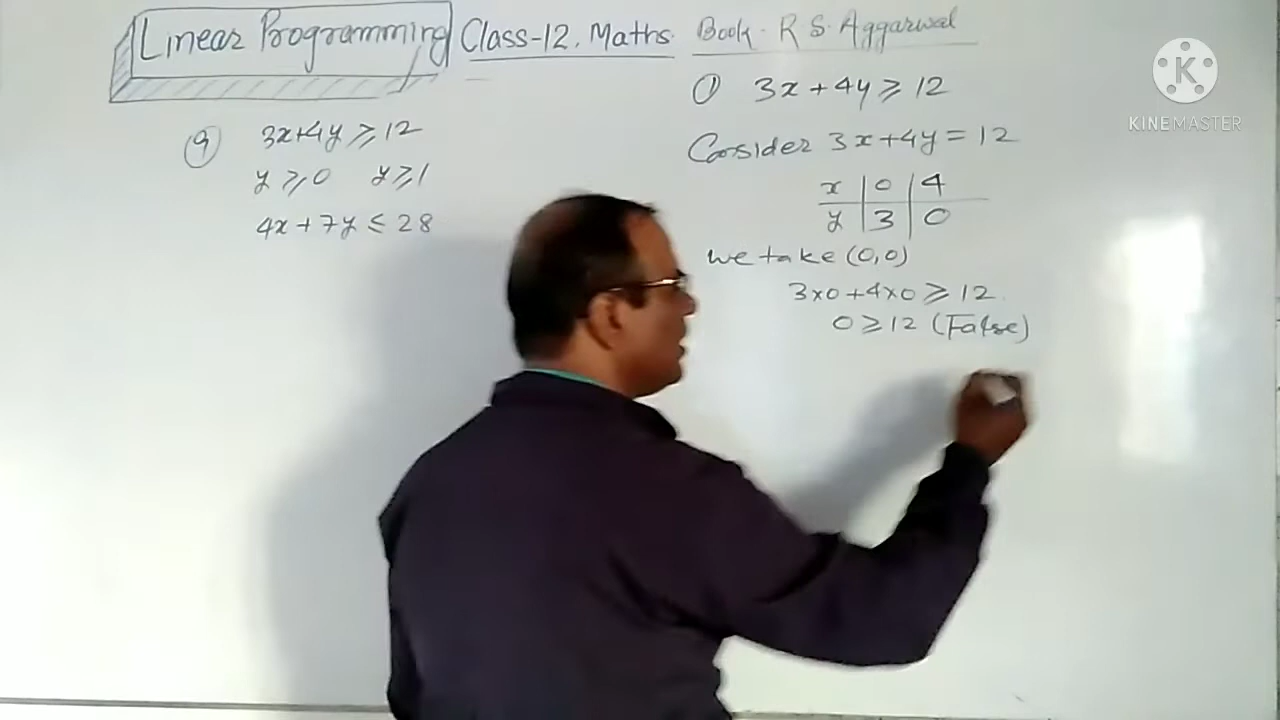 Linear Programming Class-12. Maths. Book. R S. Aggarwal
9 3x+4y ≥ 12
y ≥ 0 y ≥ 1
4x + 7y ≤ 28
① 3x + 4y ≥ 12
Consider 3x + 4y = 12
x | 0 | 4
y | 3 | 0
we take (0,0)
3x0 + 4x0 ≥ 12.
0 ≥ 12 (False)
K
KINEMASTER